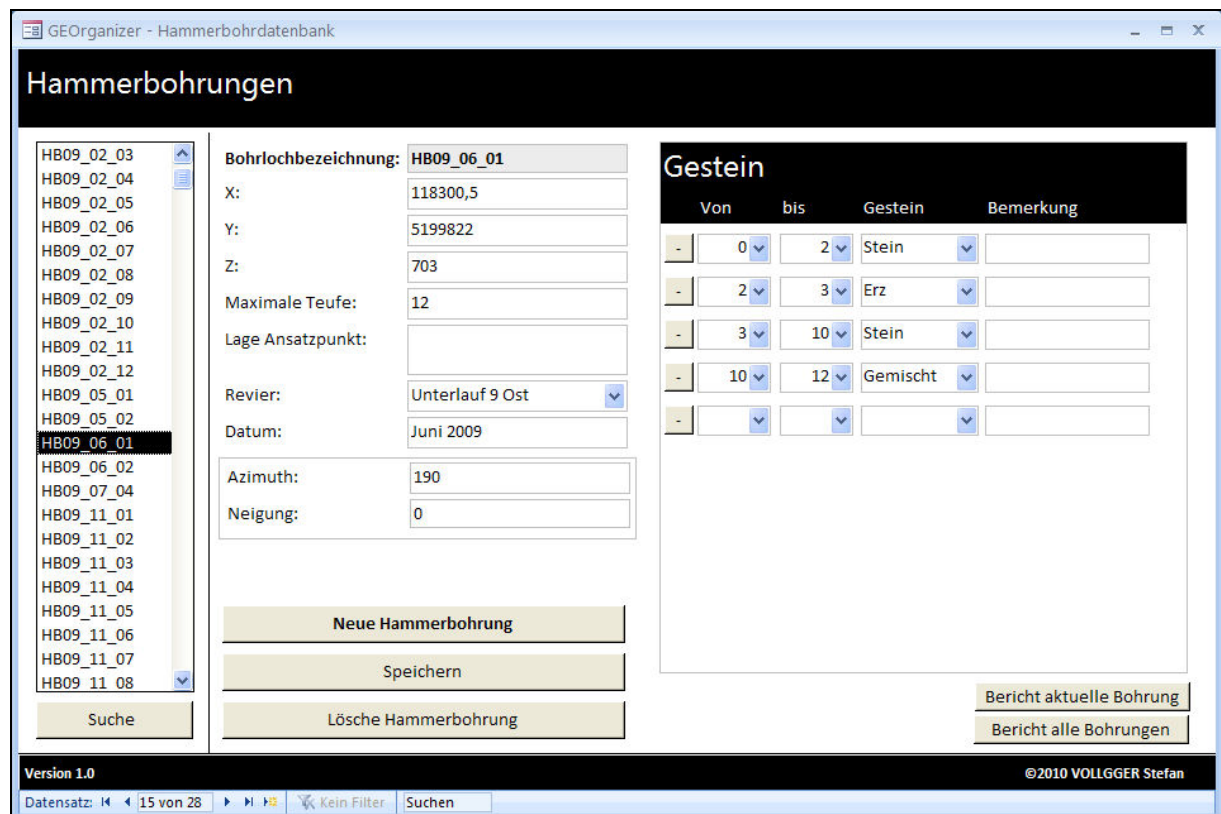 GEOrganizer - Hammerbohrdatenbank
Hammerbohrungen
HB09_02_03
HB09_02_04
HB09_02_05
HB09_02_06
HB09_02_07
HB09_02_08
HB09_02_09
HB09_02_10
HB09_02_11
HB09_02_12
HB09_05_01
HB09_05_02
HB09_06_01
HB09_06_02
HB09_07_04
HB09_11_01
HB09_11_02
HB09_11_03
HB09_11_04
HB09_11_05
HB09_11_06
HB09_11_07
HB09_11_08
Suche
Bohrlochbezeichnung: HB09_06_01
X: 118300,5
Y: 5199822
Z: 703
Maximale Teufe: 12
Lage Ansatzpunkt:
Revier: Unterlauf 9 Ost
Datum: Juni 2009
Azimuth: 190
Neigung: 0
Neue Hammerbohrung
Speichern
Lösche Hammerbohrung
Gestein
Von bis Gestein Bemerkung
- 0 2 Stein
- 2 3 Erz
- 3 10 Stein
- 10 12 Gemischt
-
Bericht aktuelle Bohrung
Bericht alle Bohrungen
Version 1.0 ©2010 VOLLGGER Stefan
Datensatz: 15 von 28 Kein Filter Suchen